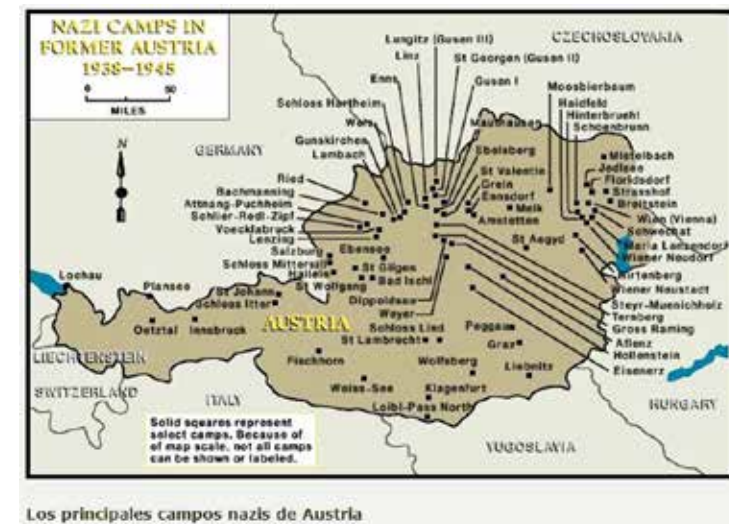 NAZI CAMPS IN
FORMER AUSTRIA
1938–1945
0 50
MILES
N
Lungitz (Gusen III)
Linz
Enns
Schloss Hartheim
Wels
Gunskirchen
Lambach
St Georgen (Gusen II)
Gusen I
Mauthausen
Ebelsberg
St Valentin
Grein
Ennsdorf
Melk
Amstetten
CZECHOSLOVAKIA
Moosbierbaum
Haidfeld
Hinterbruehl
Schoenbrunn
Mistelbach
Jedlsee
Floridsdorf
Strasshof
Breitstein
Wien (Vienna)
Schwechat
Maria Lanzendorf
Wiener Neudorf
Hirtenberg
Wiener Neustadt
Steyr-Muenichholz
Ternberg
Gross Raming
Aflenz
Hollenstein
Eisenerz
GERMANY
Ried
Bachmanning
Attnang-Puchheim
Schlier-Redl-Zipf
Voecklabruck
Lenzing
Salzburg
Schloss Mittersill
Hallein
Ebensee
St Gilgen
Bad Ischl
St Wolfgang
St Aegyd
Dippoldsau
Weyer
Lochau
Plansee
St Johann
Schloss Itter
Oetztal
Innsbruck
AUSTRIA
Schloss Lind
St Lambrecht
Peggau
Graz
Fischhorn
Wolfsberg
Liebnitz
Weiss-See
Klagenfurt
Loibl-Pass North
LIECHTENSTEIN
SWITZERLAND
ITALY
HUNGARY
YUGOSLAVIA
Solid squares represent
select camps. Because of
of map scale, not all camps
can be shown or labeled.
Los principales campos nazis de Austria